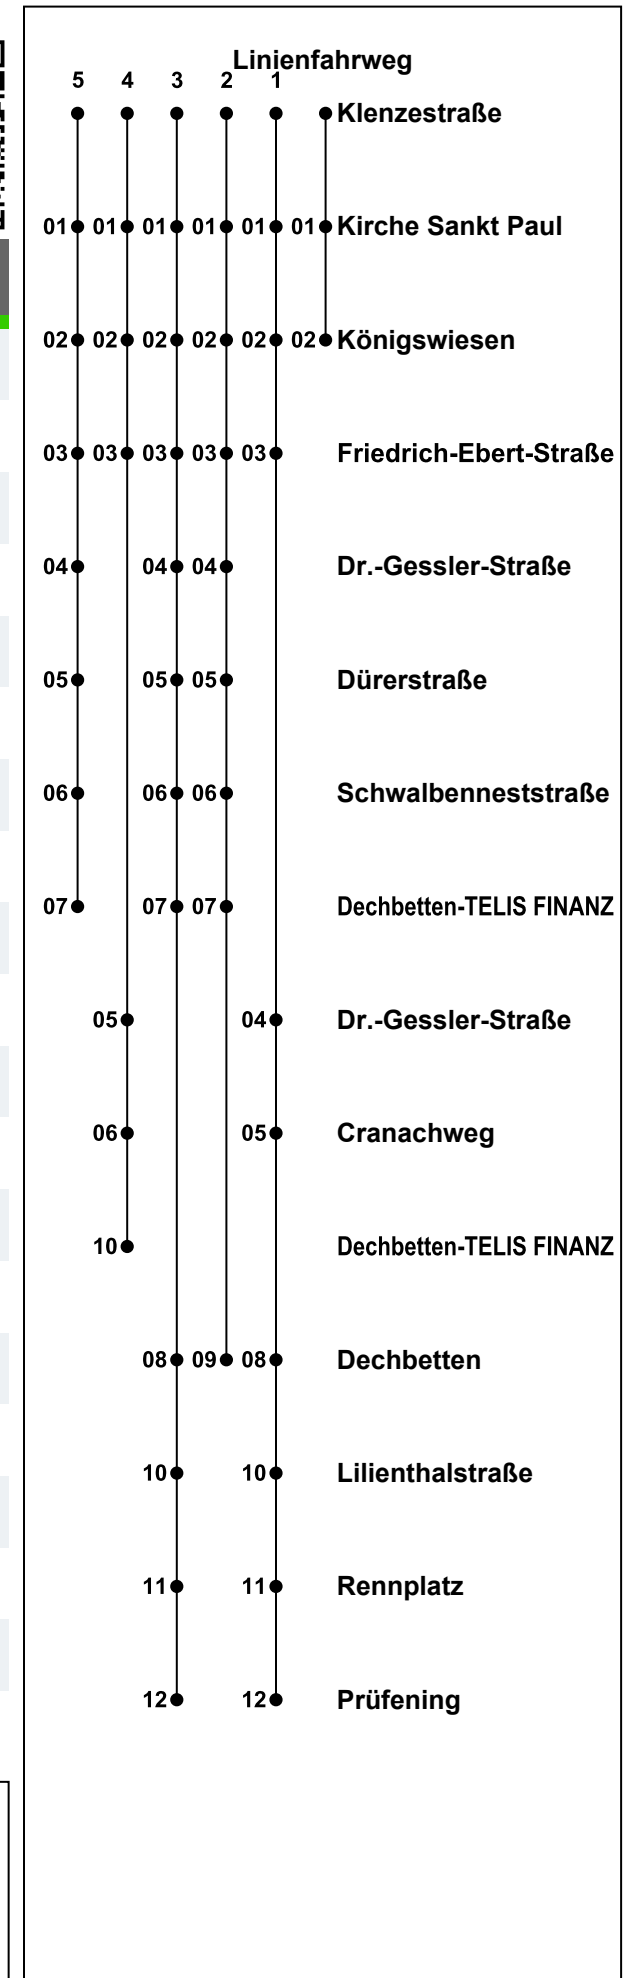 Linienfahrweg
5 4 3 2 1
Klenzestraße
01 01 01 01 01 01 Kirche Sankt Paul
02 02 02 02 02 02 Königswiesen
03 03 03 03 03 Friedrich-Ebert-Straße
04 04 04 Dr.-Gessler-Straße
05 05 05 Dürerstraße
06 06 06 Schwalbenneststraße
07 07 07 Dechbetten-TELIS FINANZ
05 04 Dr.-Gessler-Straße
06 05 Cranachweg
10 Dechbetten-TELIS FINANZ
08 09 08 Dechbetten
10 10 Lilienthalstraße
11 11 Rennplatz
12 12 Prüfening